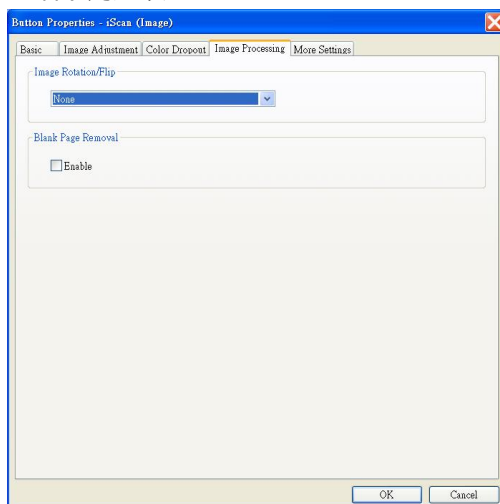 Button Properties - iScan (Image)
Basic Image Adjustment Color Dropout Image Processing More Settings
Image Rotation/Flip
None
Blank Page Removal
Enable
OK Cancel